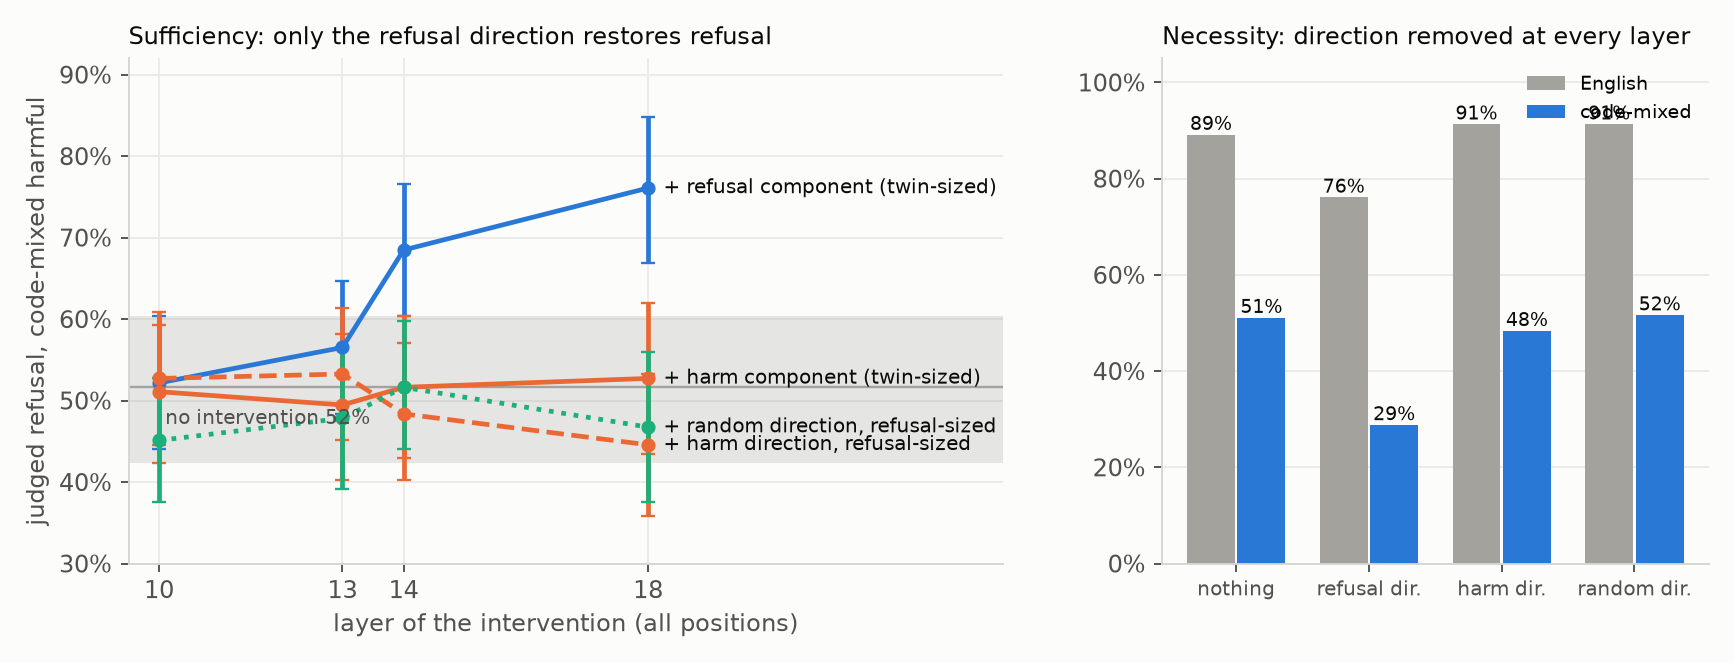 Sufficiency: only the refusal direction restores refusal
90%
80%
70%
60%
50%
40%
30%
judged refusal, code-mixed harmful
+ refusal component (twin-sized)
+ harm component (twin-sized)
no intervention 52%
+ random direction, refusal-sized
+ harm direction, refusal-sized
10 13 14 18
layer of the intervention (all positions)
Necessity: direction removed at every layer
100%
80%
60%
40%
20%
0%
English
code-mixed
89%
51%
76%
29%
91%
48%
91%
52%
nothing refusal dir. harm dir. random dir.